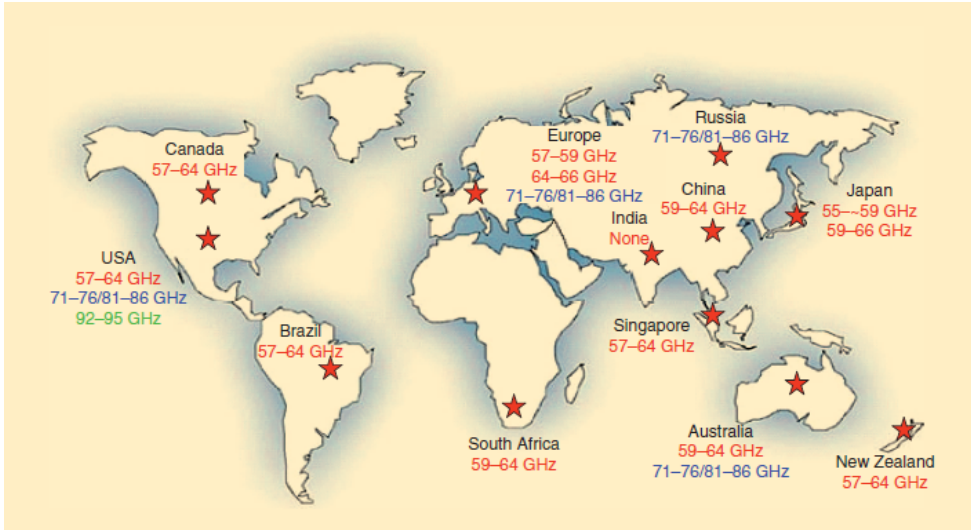 Canada
57–64 GHz
USA
57–64 GHz
71–76/81–86 GHz
92–95 GHz
Brazil
57–64 GHz
Europe
57–59 GHz
64–66 GHz
71–76/81–86 GHz
South Africa
59–64 GHz
Russia
71–76/81–86 GHz
China
59–64 GHz
India
None
Japan
55-–59 GHz
59–66 GHz
Singapore
57–64 GHz
Australia
59–64 GHz
71–76/81–86 GHz
New Zealand
57–64 GHz